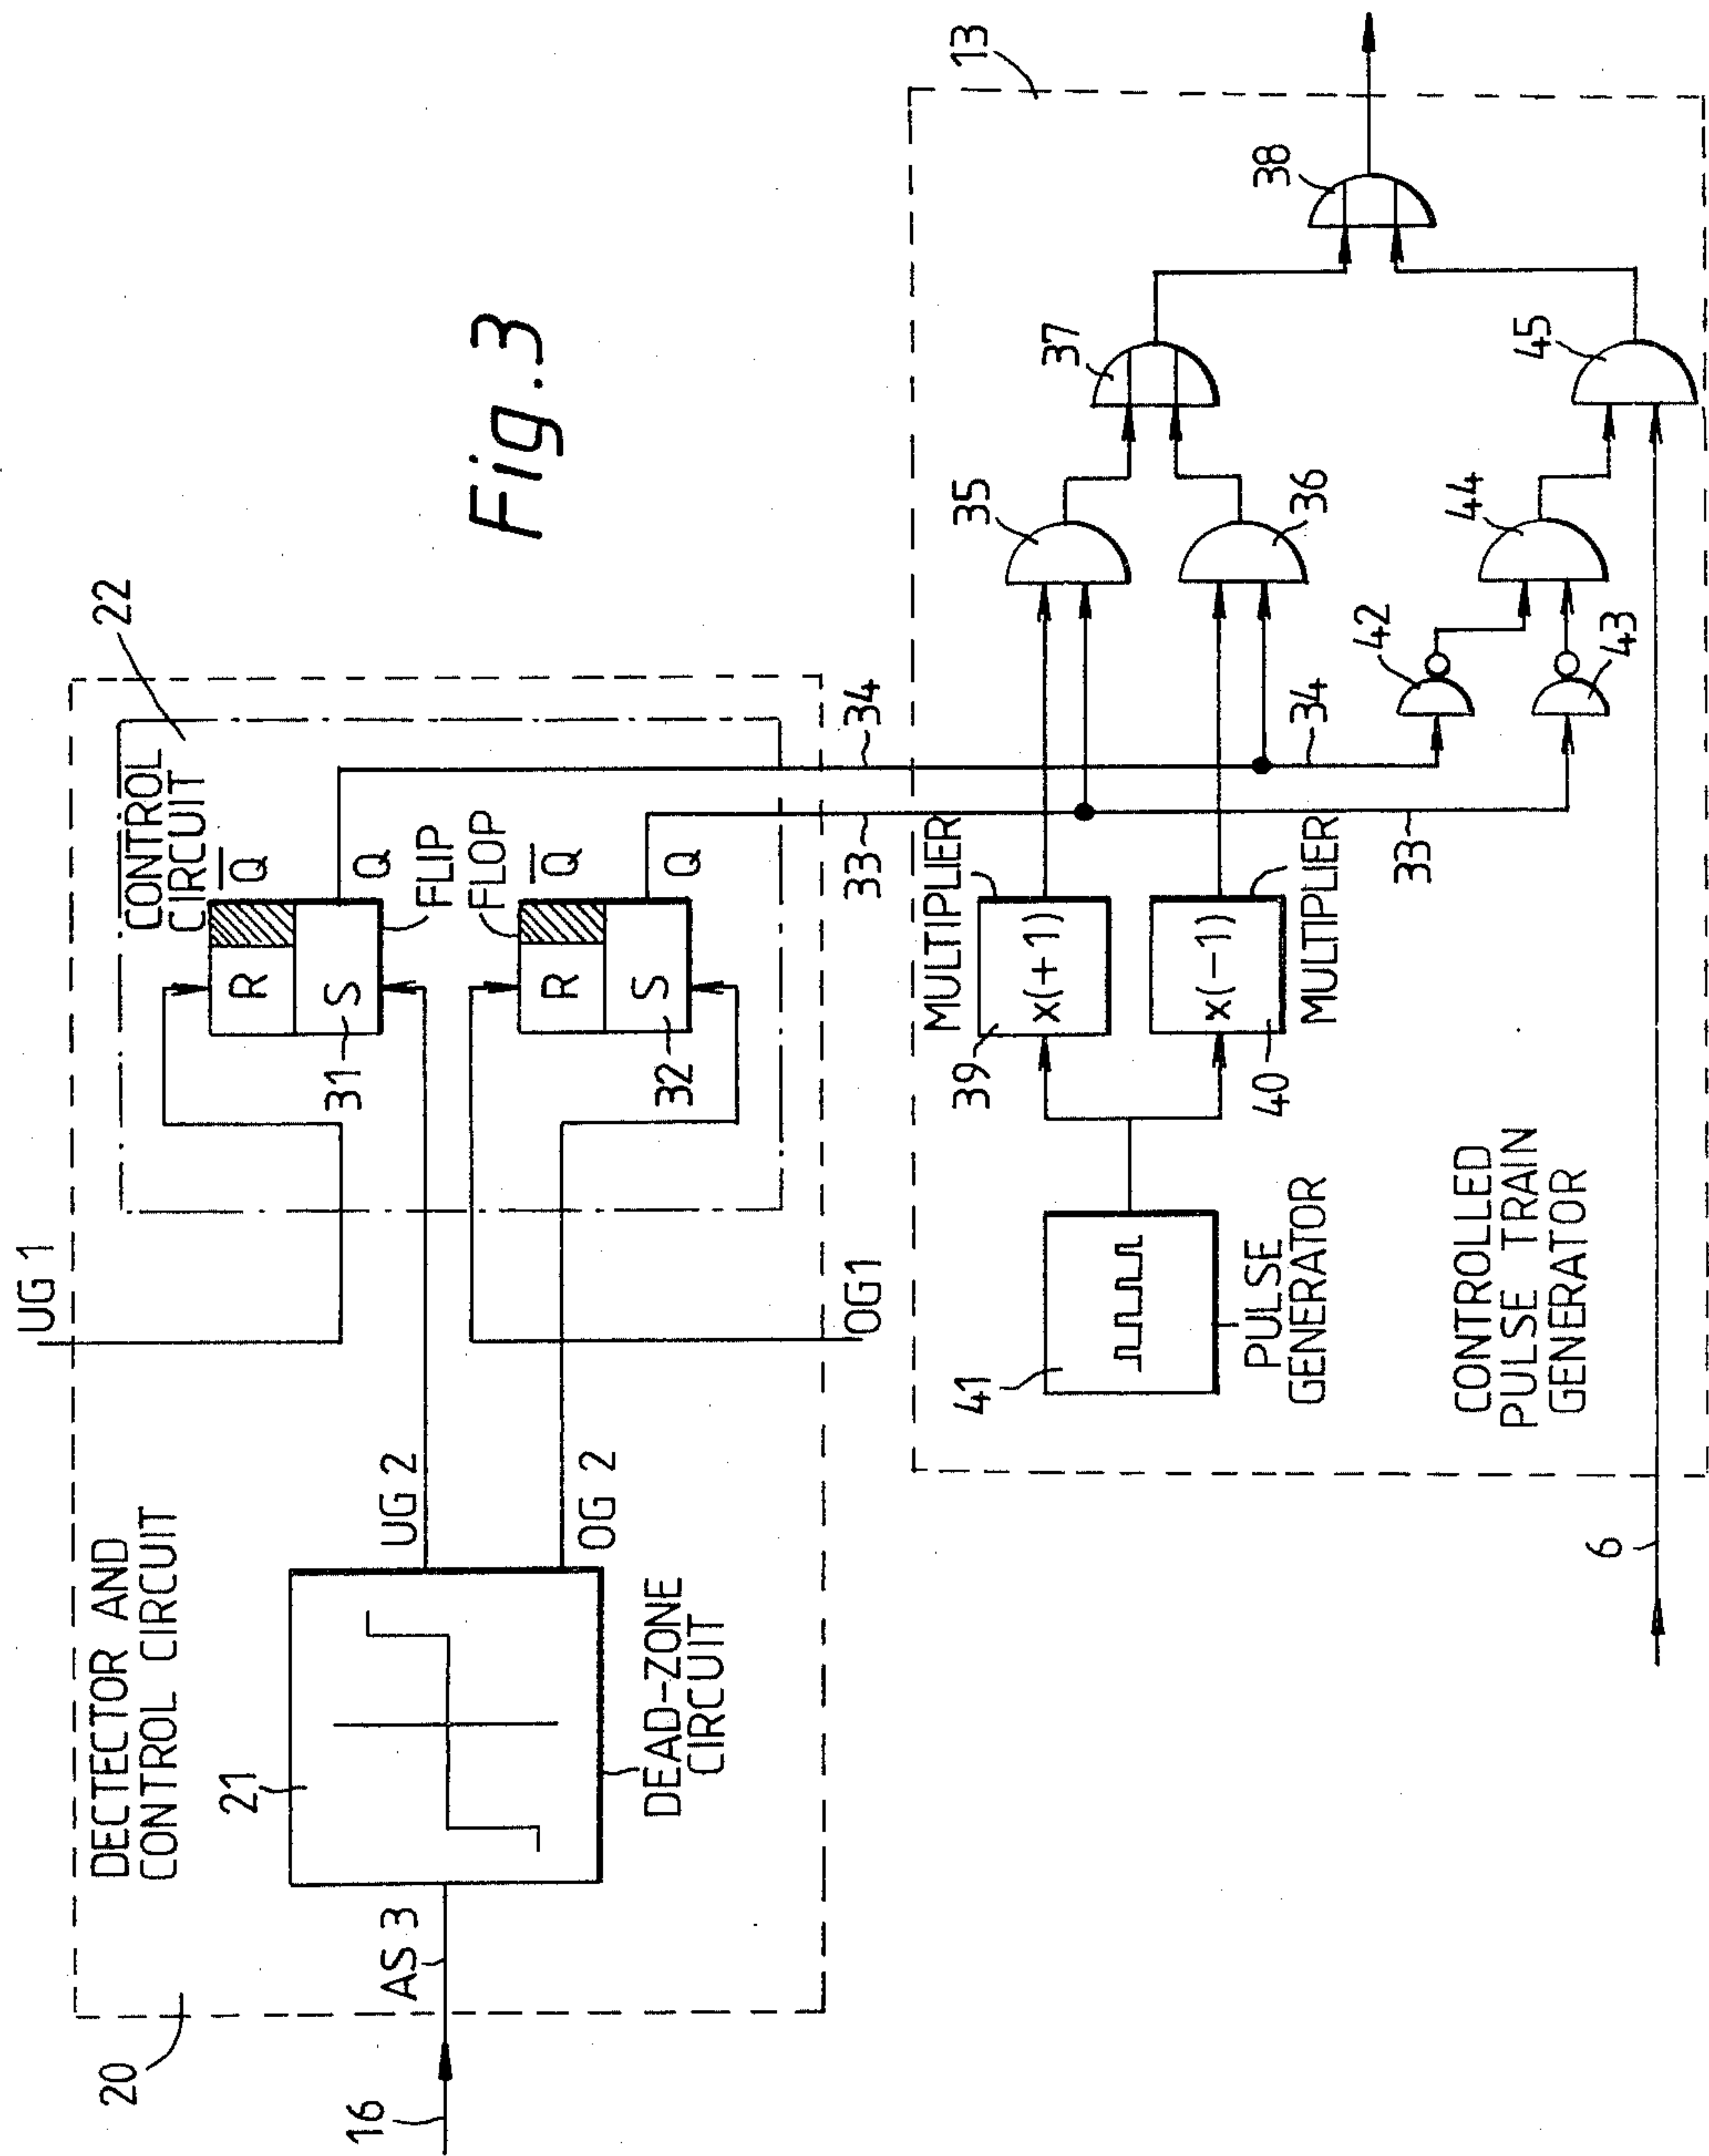 Fig. 3
DECTECTOR AND
CONTROL CIRCUIT
20
16
AS 3
21
DEAD-ZONE
CIRCUIT
UG 2
OG 2
UG 1
OG1
22
CONTROL
CIRCUIT
R
S
Q
Q
31
FLIP
FLOP
R
S
Q
Q
32
33
34
13
MULTIPLIER
39
x(+1)
x(-1)
40
MULTIPLIER
41
PULSE
GENERATOR
33
34
35
36
37
38
42
43
44
45
CONTROLLED
PULSE TRAIN
GENERATOR
6